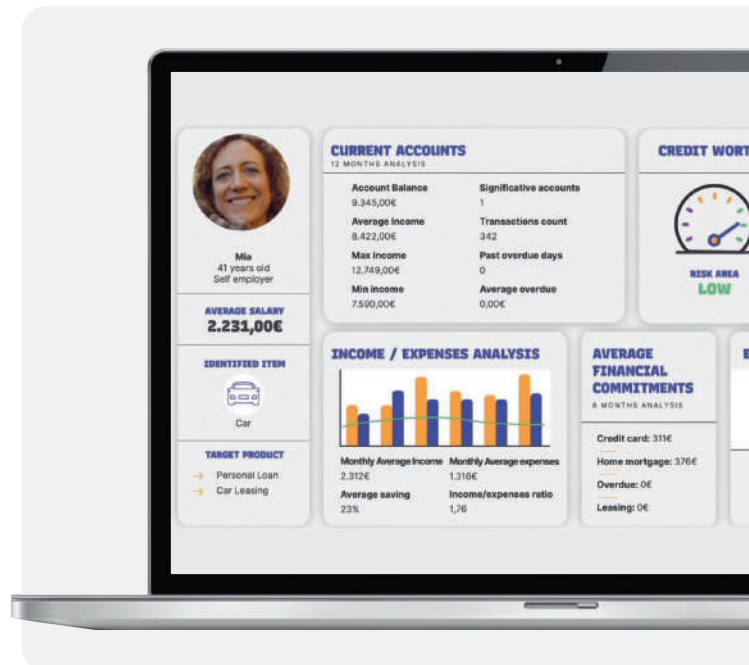 Mia
41 years old
Self employer
AVERAGE SALARY
2.231,00€
IDENTIFIED ITEM
Car
TARGET PRODUCT
→ Personal Loan
→ Car Leasing
CURRENT ACCOUNTS
12 MONTHS ANALYSIS
Account Balance
9.345,00€
Average Income
8.422,00€
Max income
12.749,00€
Min income
7.590,00€
Significative accounts
1
Transactions count
342
Past overdue days
0
Average overdue
0,00€
CREDIT WORT
RISK AREA
LOW
INCOME / EXPENSES ANALYSIS
Monthly Average Income
2.312€
Monthly Average expenses
1.316€
Average saving
23%
Income/expenses ratio
1,76
AVERAGE
FINANCIAL
COMMITMENTS
6 MONTHS ANALYSIS
Credit card: 311€
Home mortgage: 376€
Overdue: 0€
Leasing: 0€